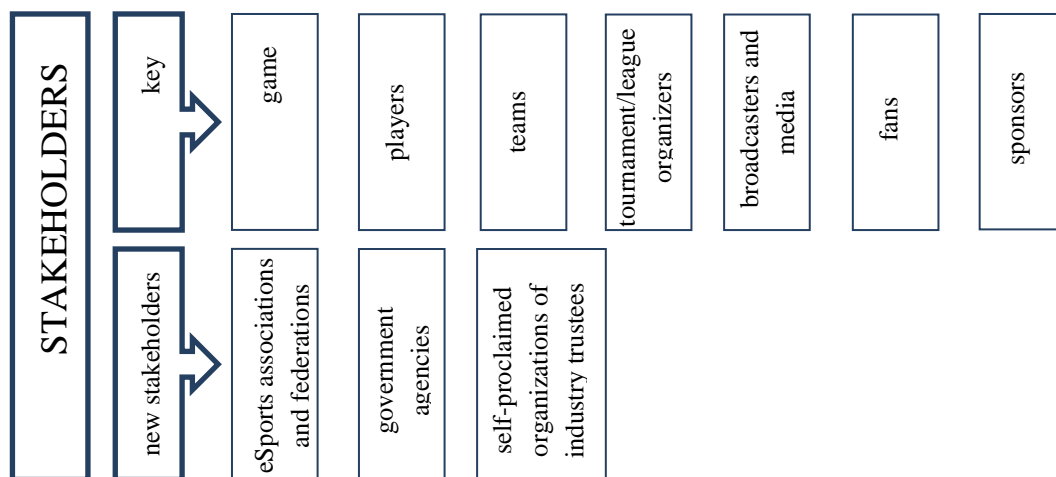 STAKEHOLDERS
new stakeholders
eSports associations
and federations
government
agencies
self-proclaimed
organizations of
industry trustees
key
game
players
teams
tournament/league
organizers
broadcasters and
media
fans
sponsors